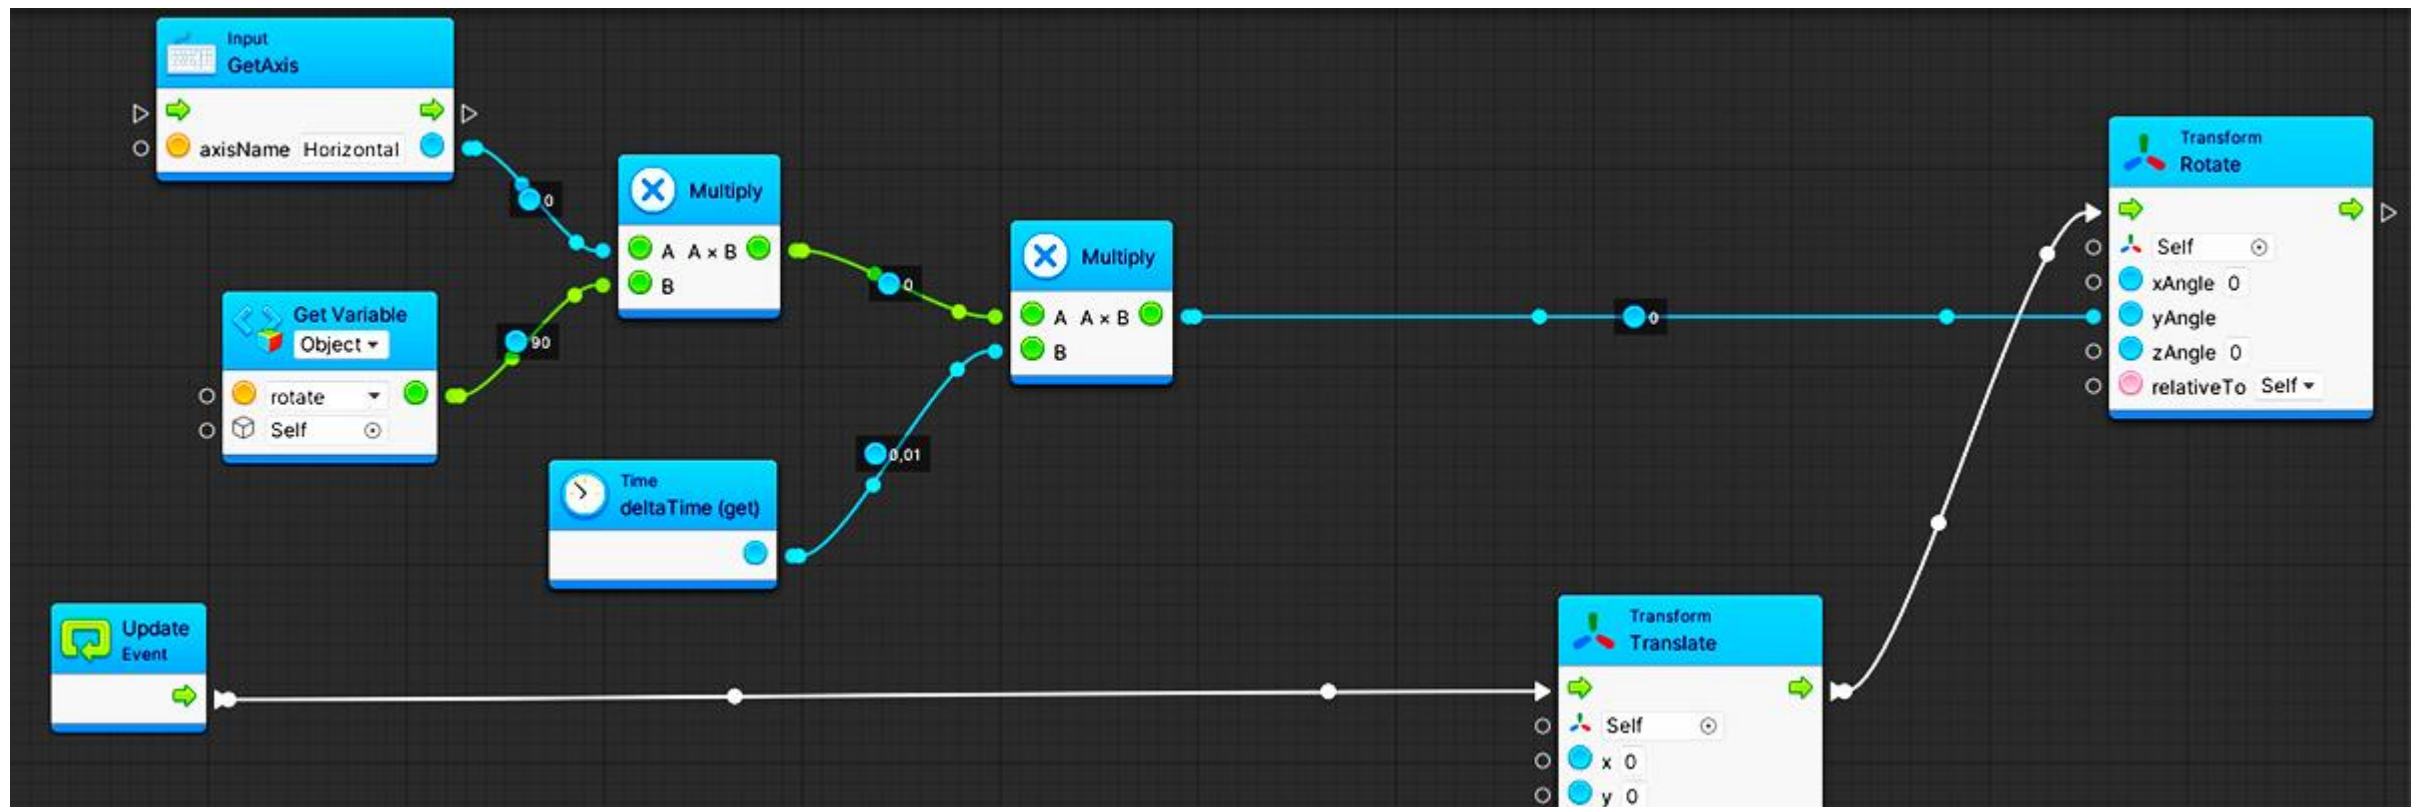 Input
GetAxis
axisName Horizontal
0
Multiply
A A × B
B
Get Variable
Object
rotate
Self
90
0
Multiply
A A × B
B
Time
deltaTime (get)
0,01
0
Transform
Rotate
Self
xAngle 0
yAngle
zAngle 0
relativeTo Self
Update
Event
Transform
Translate
Self
x 0
y 0